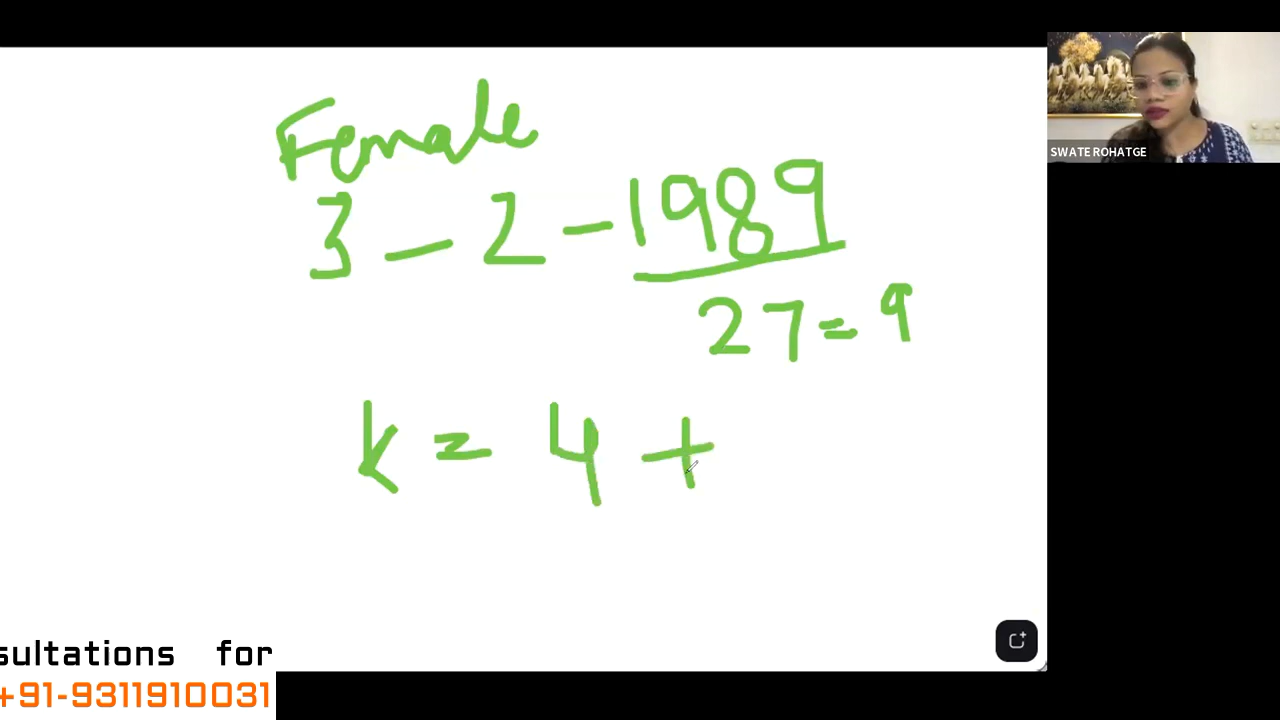 Female
3 - 2 - 1989
27 = 9
k = 4 +
SWATE ROHATGE
sultations for
+91-9311910031